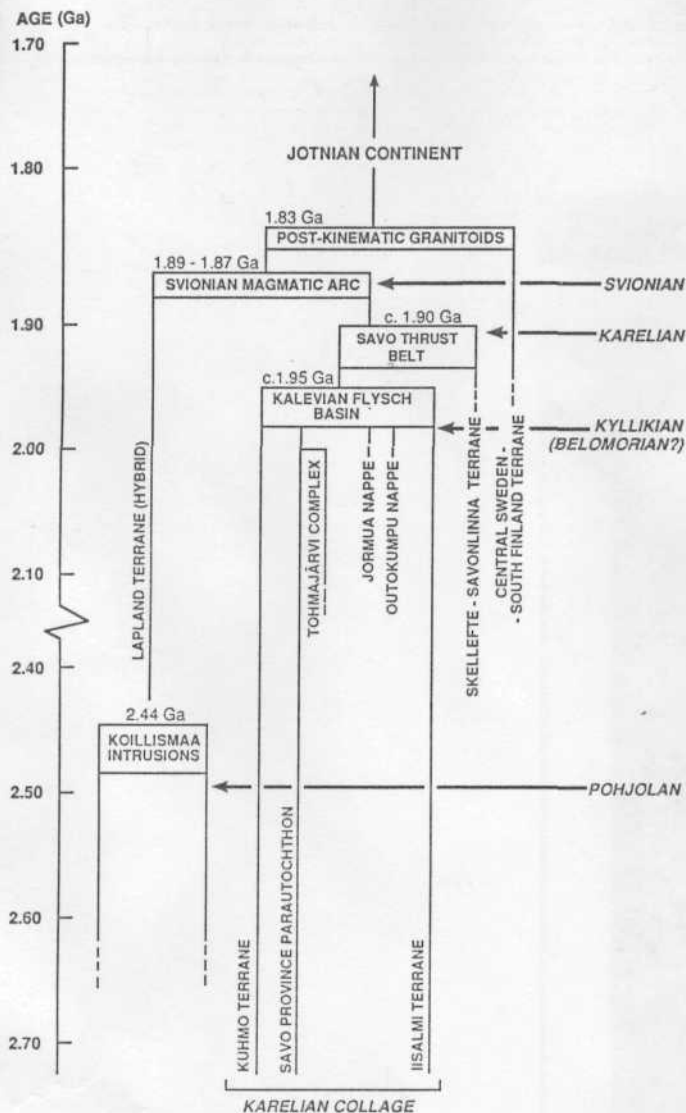 AGE (Ga)
1.70
JOTNIAN CONTINENT
1.80
1.83 Ga
POST-KINEMATIC GRANITOIDS
1.89 - 1.87 Ga
SVIONIAN MAGMATIC ARC
SVIONIAN
1.90
c. 1.90 Ga
SAVO THRUST
BELT
KARELIAN
c.1.95 Ga
KALEVIAN FLYSCH
BASIN
KYLLIKIAN
(BELOMORIAN?)
2.00
LAPLAND TERRANE (HYBRID)
TOHMAJÄRVI COMPLEX
JORMUA NAPPE
OUTOKUMPU NAPPE
SKELLEFTE - SAVONLINNA TERRANE
CENTRAL SWEDEN -
- SOUTH FINLAND TERRANE
2.10
2.40
2.44 Ga
KOILLISMAA
INTRUSIONS
2.50
POHJOLAN
2.60
KUHMO TERRANE
SAVO PROVINCE PARAUTOCHTHON
IISALMI TERRANE
2.70
KARELIAN COLLAGE